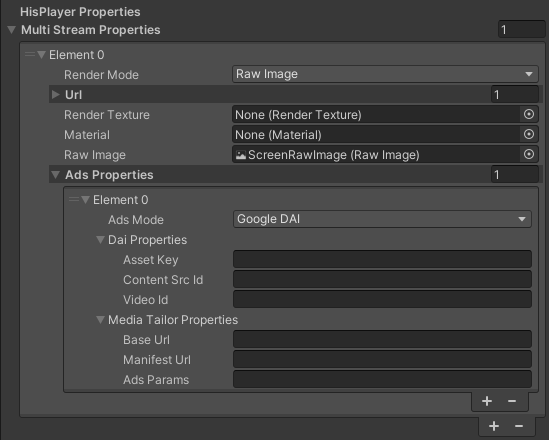 HisPlayer Properties
Multi Stream Properties 1
Element 0
Render Mode Raw Image
Url 1
Render Texture None (Render Texture)
Material None (Material)
Raw Image ScreenRawImage (Raw Image)
Ads Properties 1
Element 0
Ads Mode Google DAI
Dai Properties
Asset Key
Content Src Id
Video Id
Media Tailor Properties
Base Url
Manifest Url
Ads Params